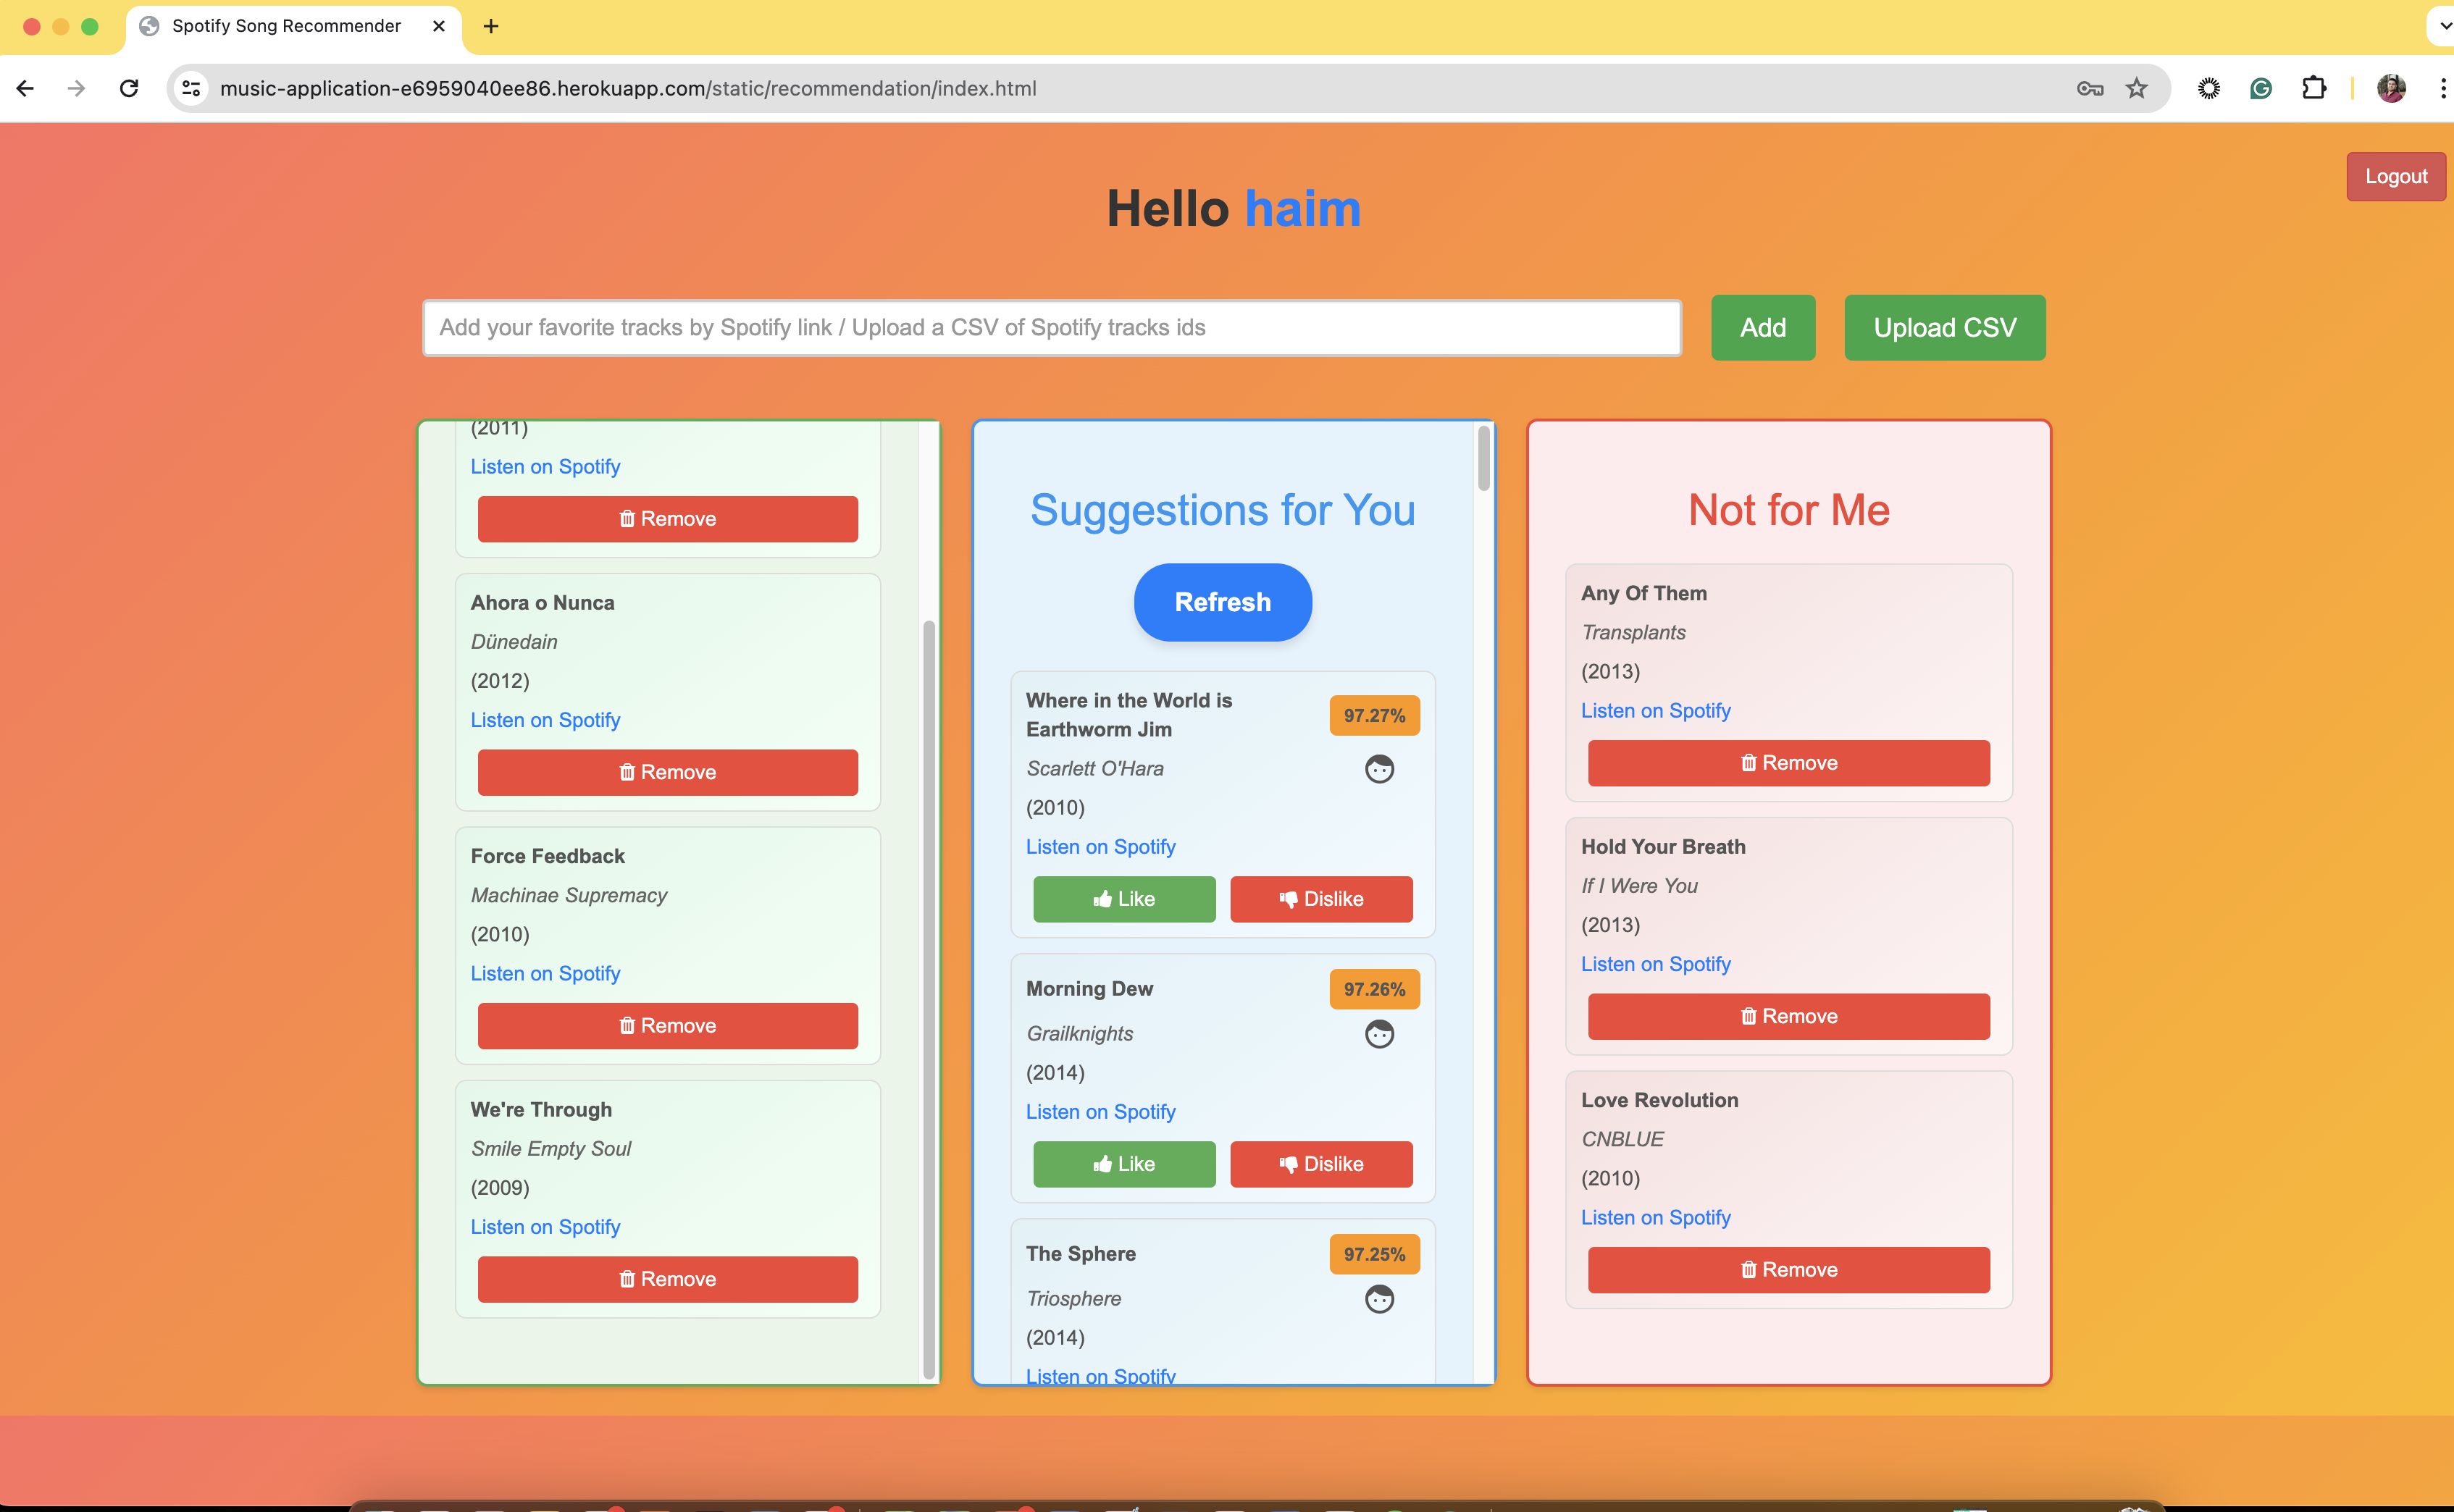 Spotify Song Recommender
music-application-e6959040ee86.herokuapp.com/static/recommendation/index.html
Logout
Hello haim
Add your favorite tracks by Spotify link / Upload a CSV of Spotify tracks ids
Add
Upload CSV
(2011)
Listen on Spotify
Remove
Ahora o Nunca
Dünedain
(2012)
Listen on Spotify
Remove
Force Feedback
Machinae Supremacy
(2010)
Listen on Spotify
Remove
We're Through
Smile Empty Soul
(2009)
Listen on Spotify
Remove
Suggestions for You
Refresh
Where in the World is
Earthworm Jim
97.27%
Scarlett O'Hara
(2010)
Listen on Spotify
Like
Dislike
Morning Dew
97.26%
Grailknights
(2014)
Listen on Spotify
Like
Dislike
The Sphere
97.25%
Triosphere
(2014)
Listen on Spotify
Not for Me
Any Of Them
Transplants
(2013)
Listen on Spotify
Remove
Hold Your Breath
If I Were You
(2013)
Listen on Spotify
Remove
Love Revolution
CNBLUE
(2010)
Listen on Spotify
Remove